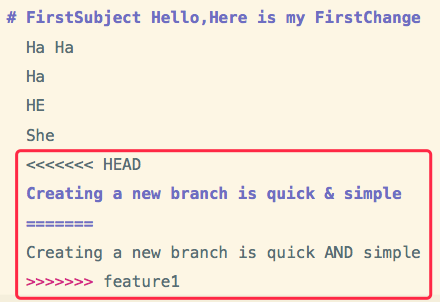 # FirstSubject Hello,Here is my FirstChange
Ha Ha
Ha
HE
She
<<<<<<< HEAD
Creating a new branch is quick & simple
=======
Creating a new branch is quick AND simple
>>>>>>> feature1